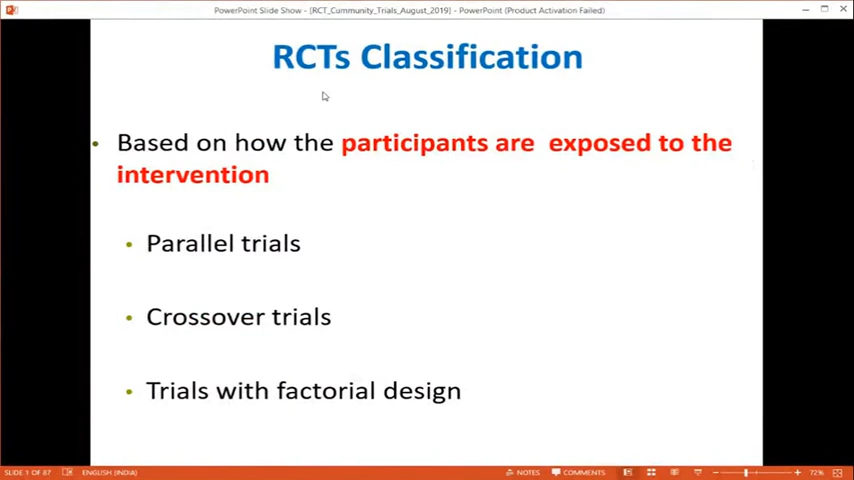 PowerPoint Slide Show - [RCT_Cummunity_Trials_August_2019] - PowerPoint (Product Activation Failed)
RCTs Classification
• Based on how the participants are exposed to the
intervention
• Parallel trials
• Crossover trials
• Trials with factorial design
SLIDE 1 OF 87 ENGLISH (INDIA) NOTES COMMENTS 72%